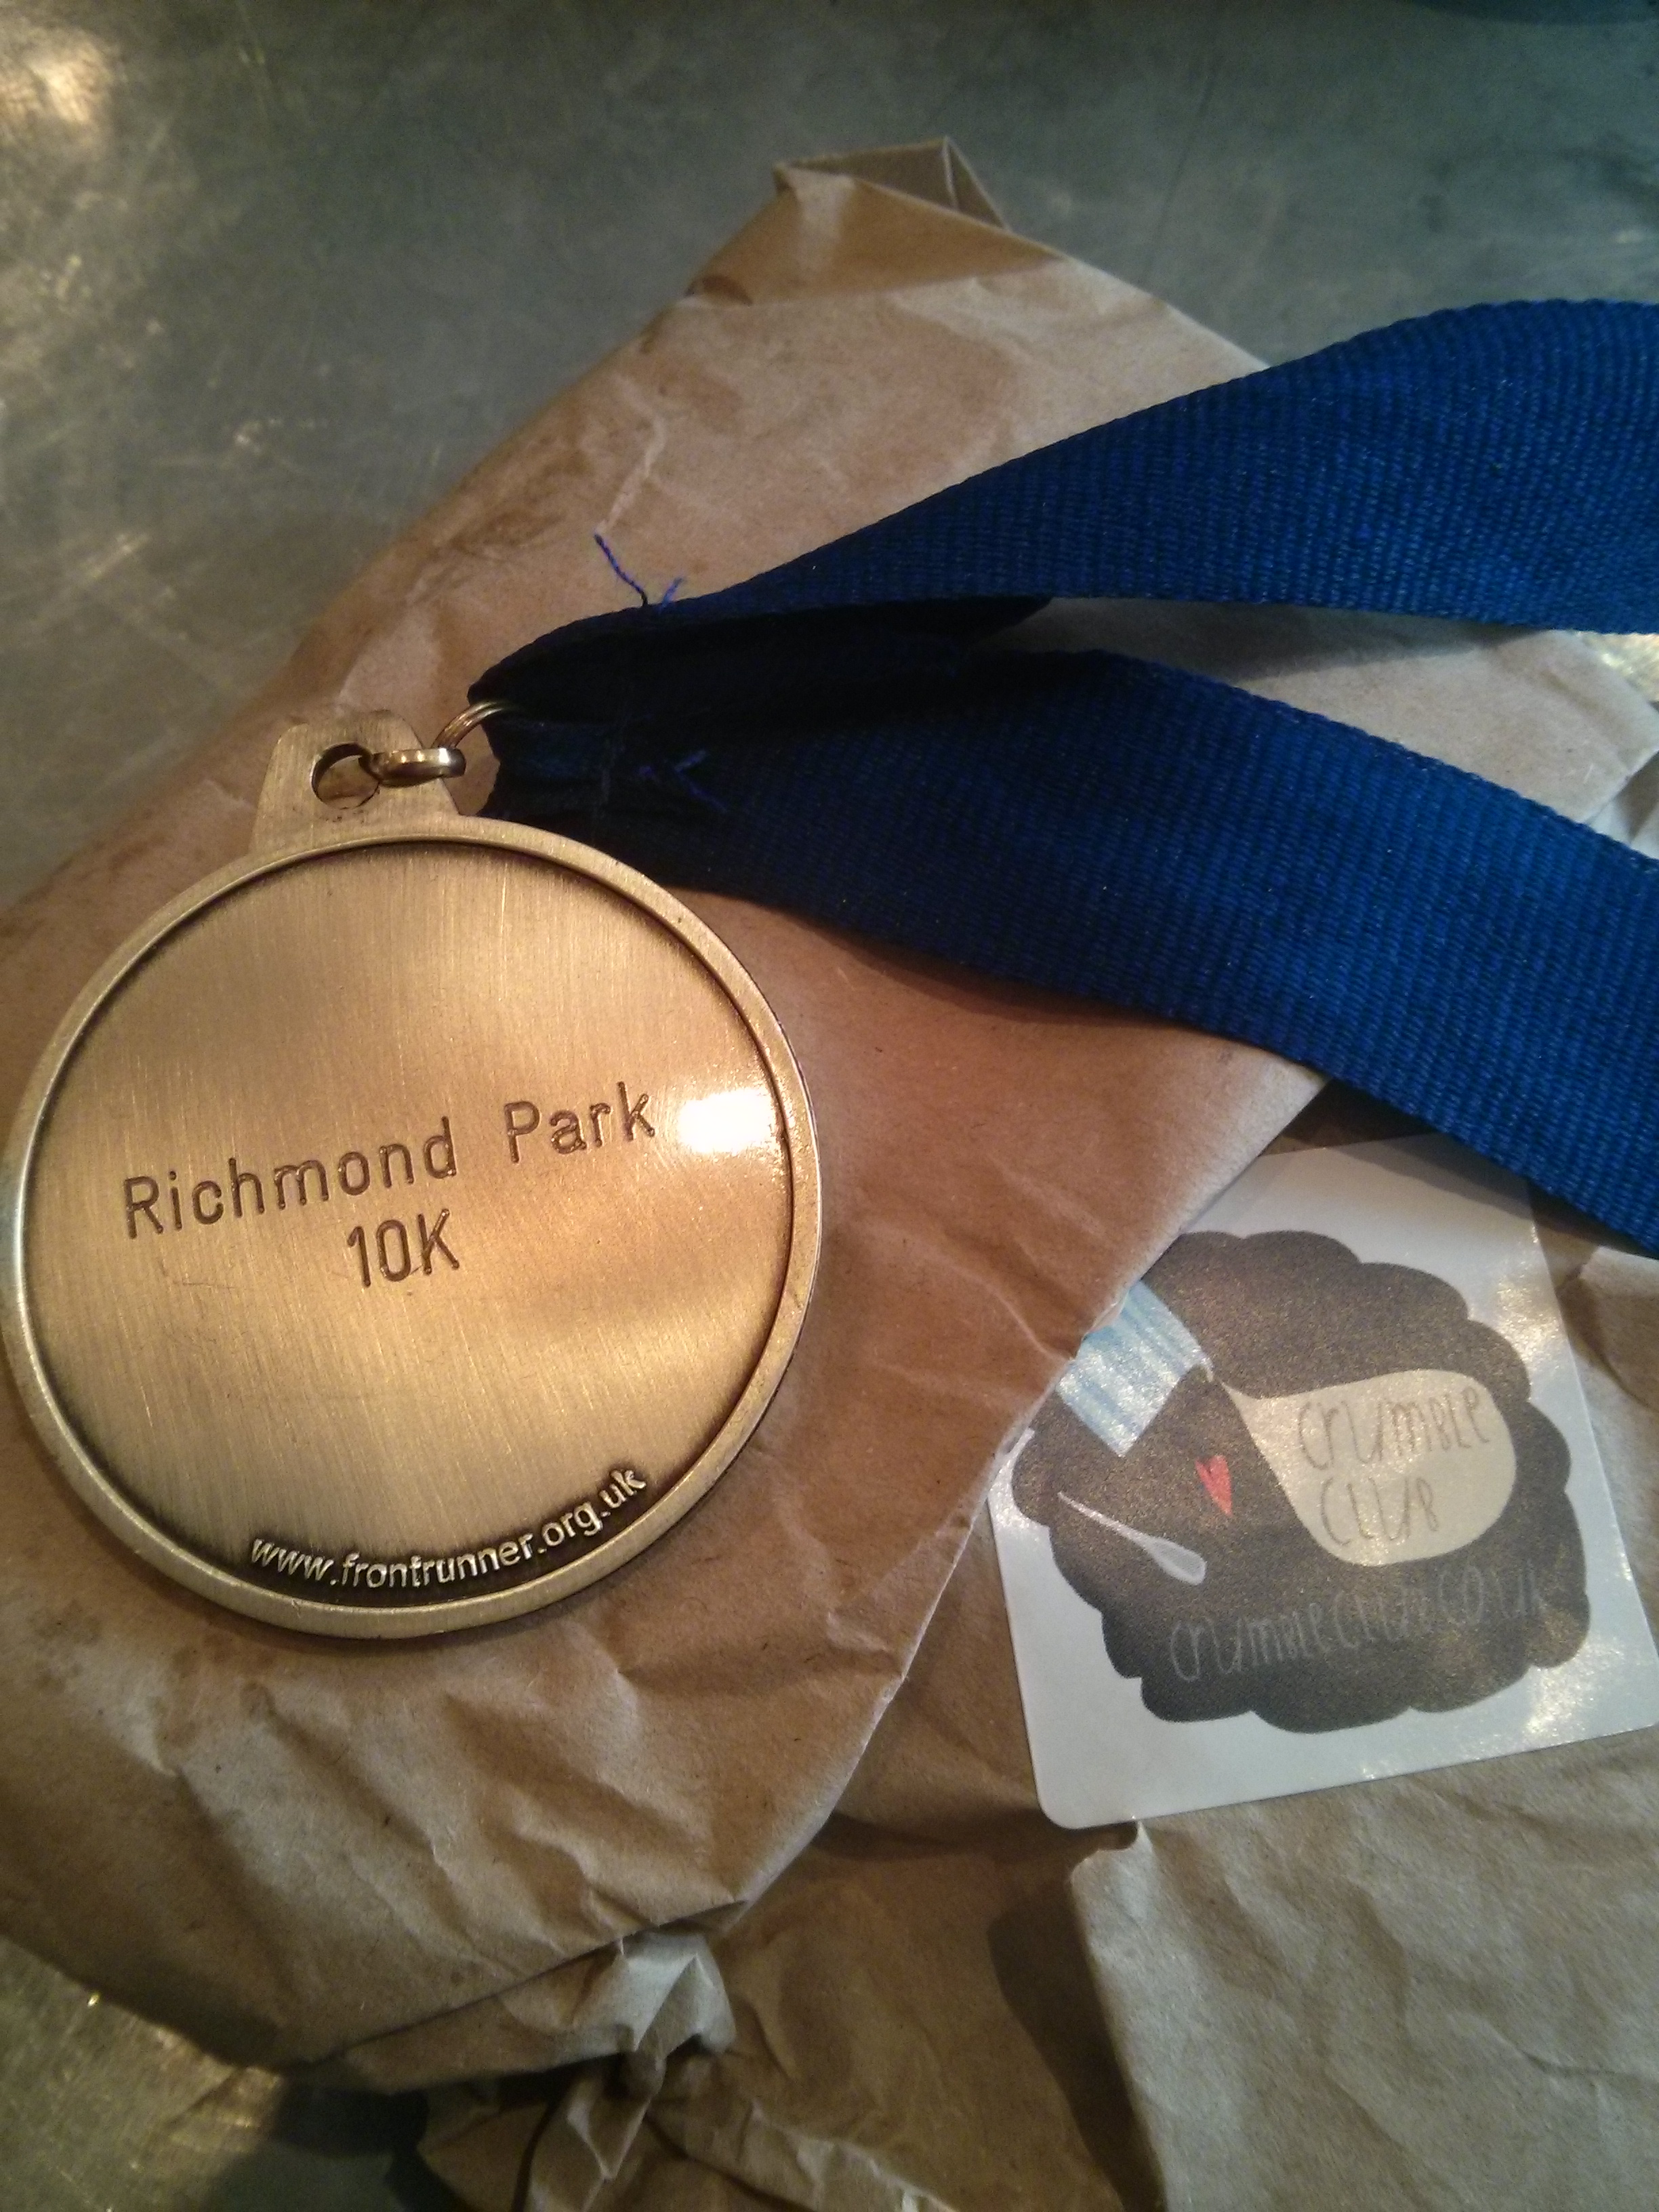 Richmond Park
10K
www.frontrunner.org.uk
CRUMBLE
CLUB
CRUMBLECLUB.CO.UK